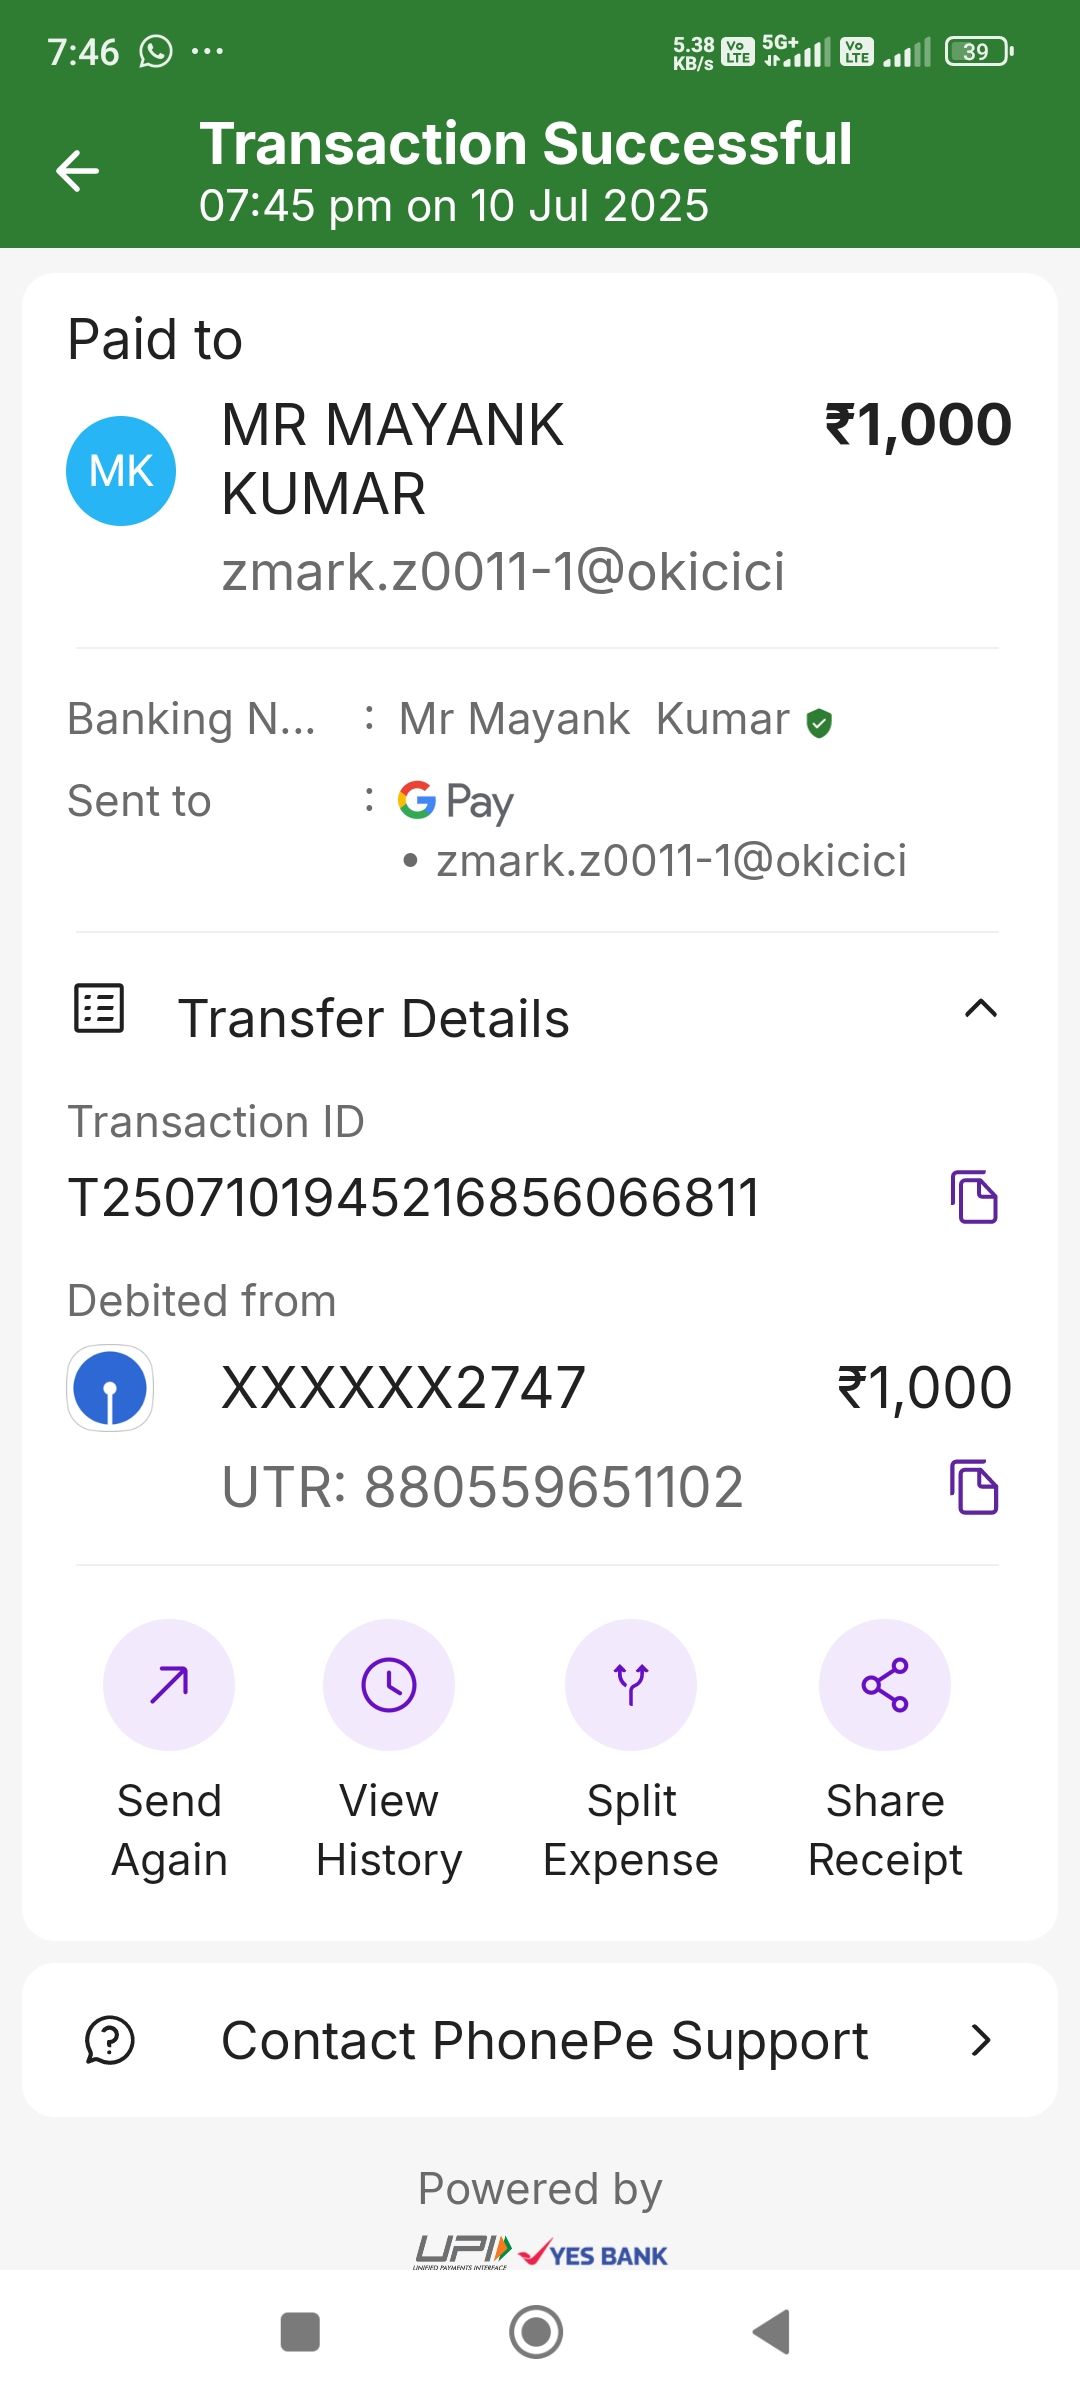 7:46 ... 5.38 KB/s Vo LTE 5G+ Vo LTE 39
Transaction Successful
07:45 pm on 10 Jul 2025
Paid to
MK MR MAYANK KUMAR ₹1,000
zmark.z0011-1@okicici
Banking N... : Mr Mayank  Kumar
Sent to : G Pay
• zmark.z0011-1@okicici
Transfer Details
Transaction ID
T2507101945216856066811
Debited from
XXXXXX2747 ₹1,000
UTR: 880559651102
Send Again
View History
Split Expense
Share Receipt
Contact PhonePe Support
Powered by
UPI YES BANK
UNIFIED PAYMENTS INTERFACE